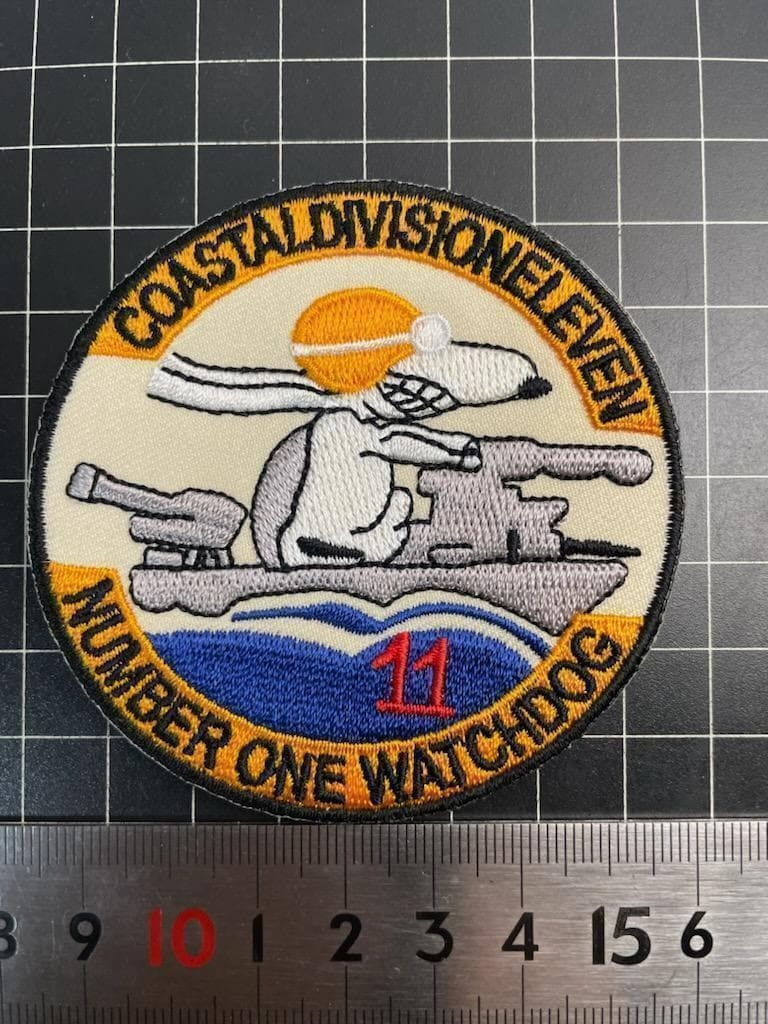 COASTALDIVISIONELEVEN
11
NUMBER ONE WATCHDOG
8 9 10 1 2 3 4 15 6